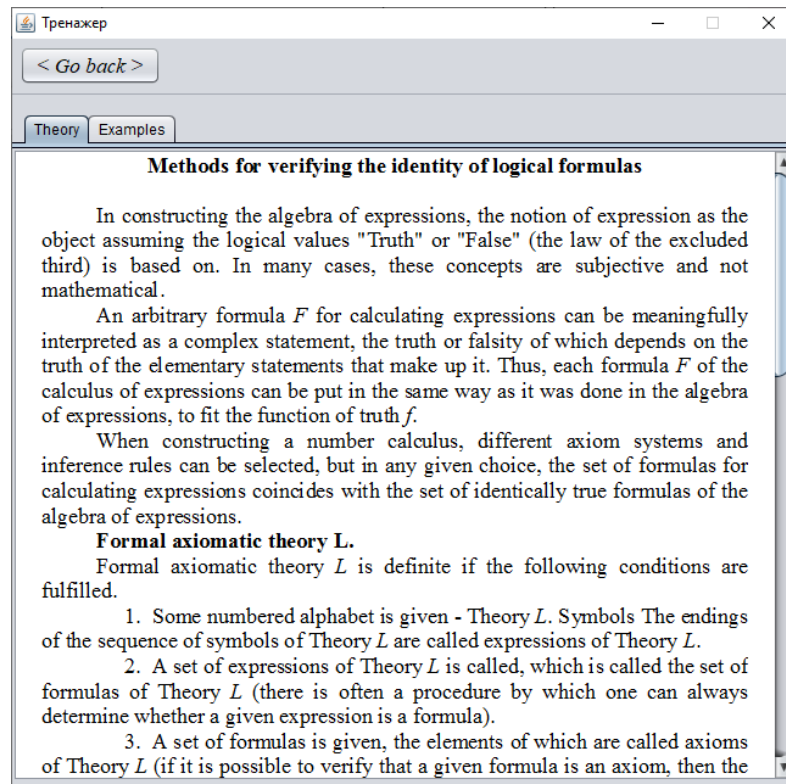 Тренажер
< Go back >
Theory Examples
Methods for verifying the identity of logical formulas
In constructing the algebra of expressions, the notion of expression as the
object assuming the logical values "Truth" or "False" (the law of the excluded
third) is based on. In many cases, these concepts are subjective and not
mathematical.
An arbitrary formula F for calculating expressions can be meaningfully
interpreted as a complex statement, the truth or falsity of which depends on the
truth of the elementary statements that make up it. Thus, each formula F of the
calculus of expressions can be put in the same way as it was done in the algebra
of expressions, to fit the function of truth f.
When constructing a number calculus, different axiom systems and
inference rules can be selected, but in any given choice, the set of formulas for
calculating expressions coincides with the set of identically true formulas of the
algebra of expressions.
Formal axiomatic theory L.
Formal axiomatic theory L is definite if the following conditions are
fulfilled.
1. Some numbered alphabet is given - Theory L. Symbols The endings
of the sequence of symbols of Theory L are called expressions of Theory L.
2. A set of expressions of Theory L is called, which is called the set of
formulas of Theory L (there is often a procedure by which one can always
determine whether a given expression is a formula).
3. A set of formulas is given, the elements of which are called axioms
of Theory L (if it is possible to verify that a given formula is an axiom, then the